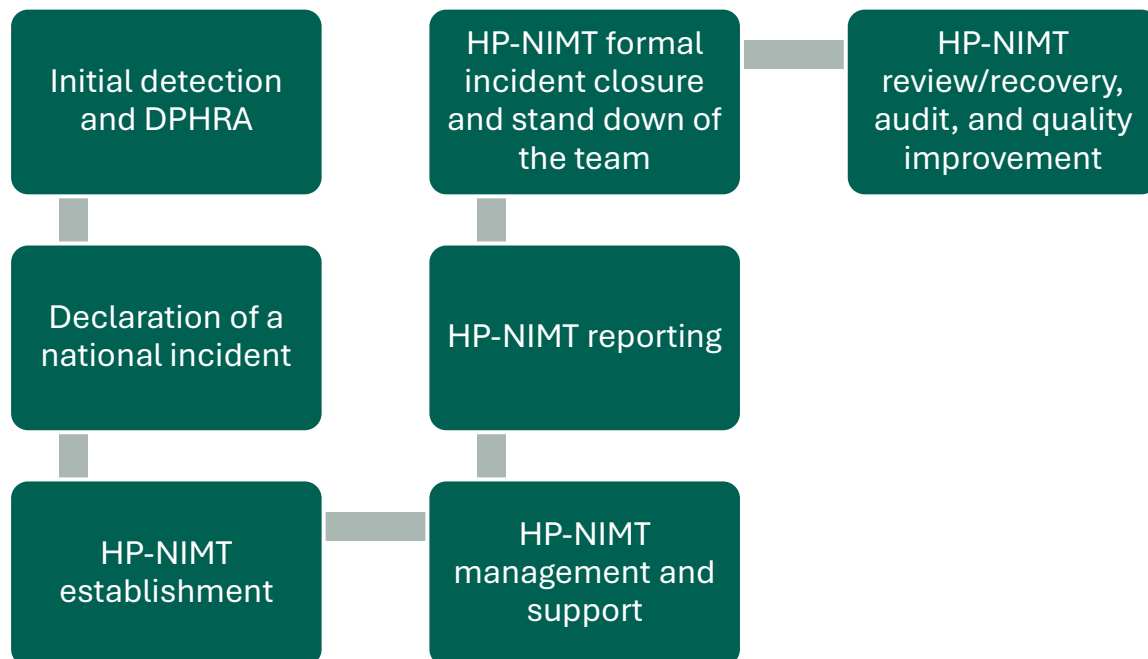 Initial detection
and DPHRA
Declaration of a
national incident
HP-NIMT
establishment
HP-NIMT
management and
support
HP-NIMT reporting
HP-NIMT formal
incident closure
and stand down of
the team
HP-NIMT
review/recovery,
audit, and quality
improvement